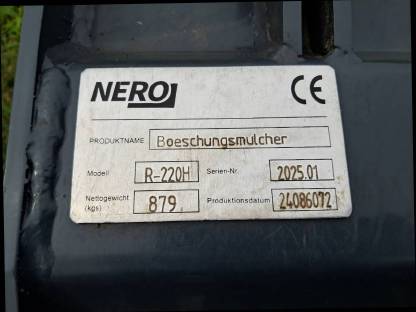 NERO CE
PRODUKTNAME Boeschungsmulcher
Modell R-220H Serien-Nr. 2025.01
Nettogewicht (kgs) 879 Produktionsdatum 24086072